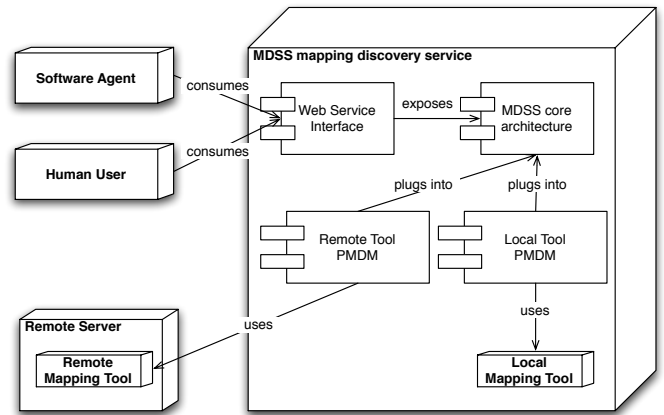 MDSS mapping discovery service
Software Agent
consumes
Web Service
Interface
exposes
MDSS core
architecture
Human User
consumes
plugs into
plugs into
Remote Tool
PMDM
Local Tool
PMDM
uses
uses
Remote Server
Remote
Mapping Tool
Local
Mapping Tool